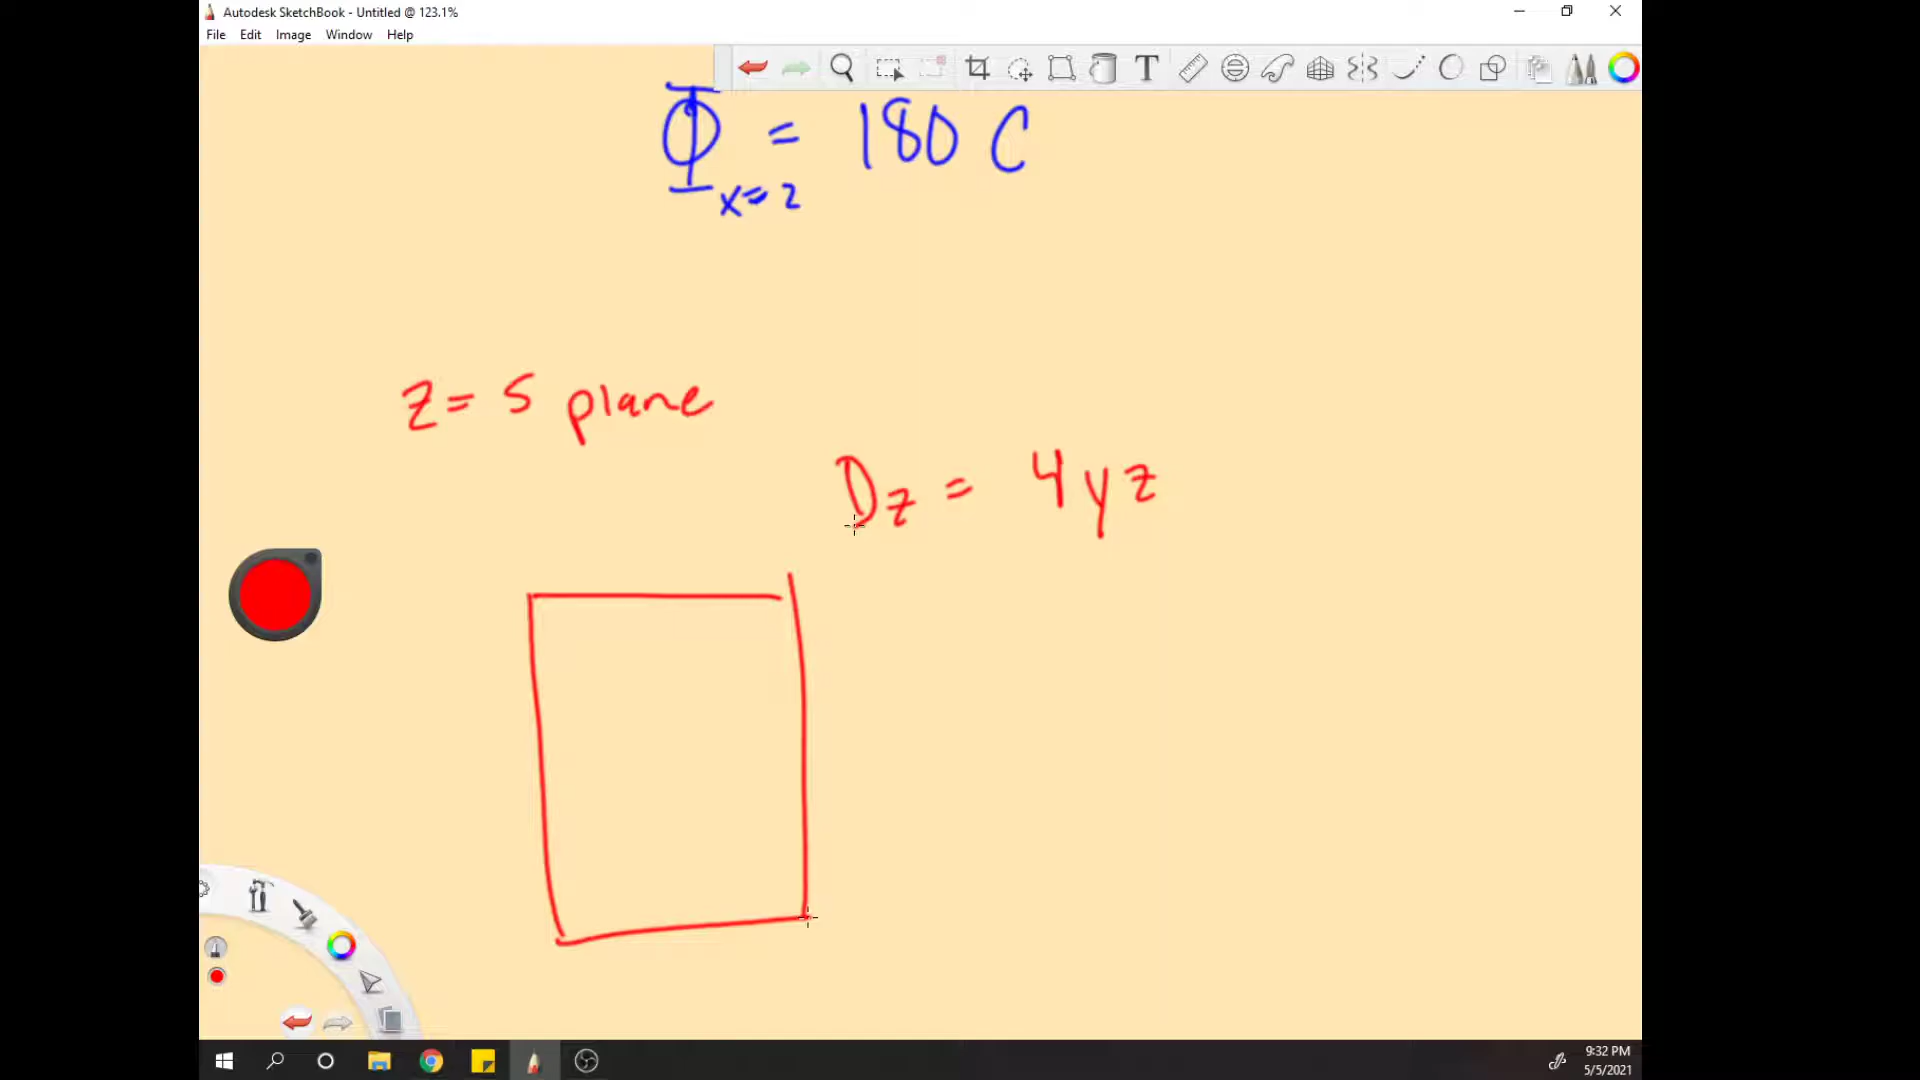 Autodesk SketchBook - Untitled @ 123.1%
File Edit Image Window Help
T
Φ = 180 C
x=2
z= 5 plane
Dz = 4yz
9:32 PM
5/5/2021